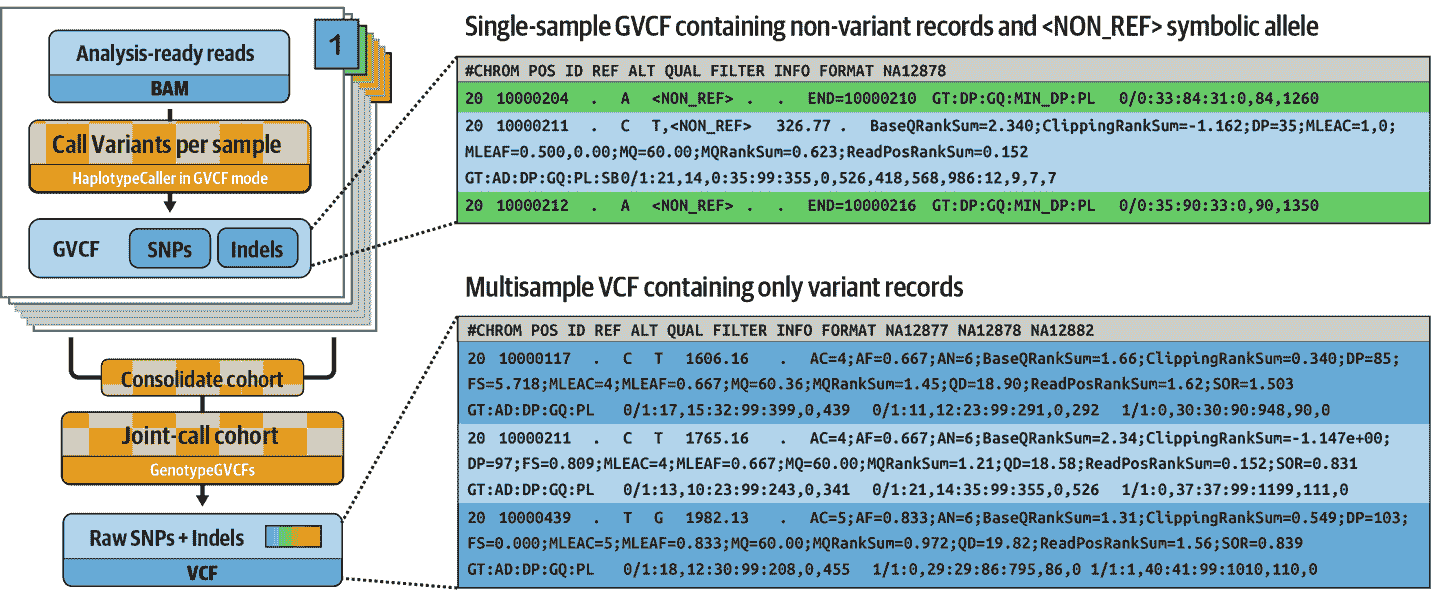 Analysis-ready reads
BAM
1
Call Variants per sample
HaplotypeCaller in GVCF mode
GVCF
SNPs
Indels
Consolidate cohort
Joint-call cohort
GenotypeGVCFs
Raw SNPs + Indels
VCF
Single-sample GVCF containing non-variant records and <NON_REF> symbolic allele
#CHROM POS ID REF ALT QUAL FILTER INFO FORMAT NA12878
20 10000204 . A <NON_REF> . . END=10000210 GT:DP:GQ:MIN_DP:PL 0/0:33:84:31:0,84,1260
20 10000211 . C T,<NON_REF> 326.77 . BaseQRankSum=2.340;ClippingRankSum=-1.162;DP=35;MLEAC=1,0;
MLEAF=0.500,0.00;MQ=60.00;MQRankSum=0.623;ReadPosRankSum=0.152
GT:AD:DP:GQ:PL:SB0/1:21,14,0:35:99:355,0,526,418,568,986:12,9,7,7
20 10000212 . A <NON_REF> . . END=10000216 GT:DP:GQ:MIN_DP:PL 0/0:35:90:33:0,90,1350
Multisample VCF containing only variant records
#CHROM POS ID REF ALT QUAL FILTER INFO FORMAT NA12877 NA12878 NA12882
20 10000117 . C T 1606.16 . AC=4;AF=0.667;AN=6;BaseQRankSum=1.66;ClippingRankSum=0.340;DP=85;
FS=5.718;MLEAC=4;MLEAF=0.667;MQ=60.36;MQRankSum=1.45;QD=18.90;ReadPosRankSum=1.62;SOR=1.503
GT:AD:DP:GQ:PL 0/1:17,15:32:99:399,0,439 0/1:11,12:23:99:291,0,292 1/1:0,30:30:90:948,90,0
20 10000211 . C T 1765.16 . AC=4;AF=0.667;AN=6;BaseQRankSum=2.34;ClippingRankSum=-1.147e+00;
DP=97;FS=0.809;MLEAC=4;MLEAF=0.667;MQ=60.00;MQRankSum=1.21;QD=18.58;ReadPosRankSum=0.152;SOR=0.831
GT:AD:DP:GQ:PL 0/1:13,10:23:99:243,0,341 0/1:21,14:35:99:355,0,526 1/1:0,37:37:99:1199,111,0
20 10000439 . T G 1982.13 . AC=5;AF=0.833;AN=6;BaseQRankSum=1.31;ClippingRankSum=0.549;DP=103;
FS=0.000;MLEAC=5;MLEAF=0.833;MQ=60.00;MQRankSum=0.972;QD=19.82;ReadPosRankSum=1.56;SOR=0.839
GT:AD:DP:GQ:PL 0/1:18,12:30:99:208,0,455 1/1:0,29:29:86:795,86,0 1/1:1,40:41:99:1010,110,0